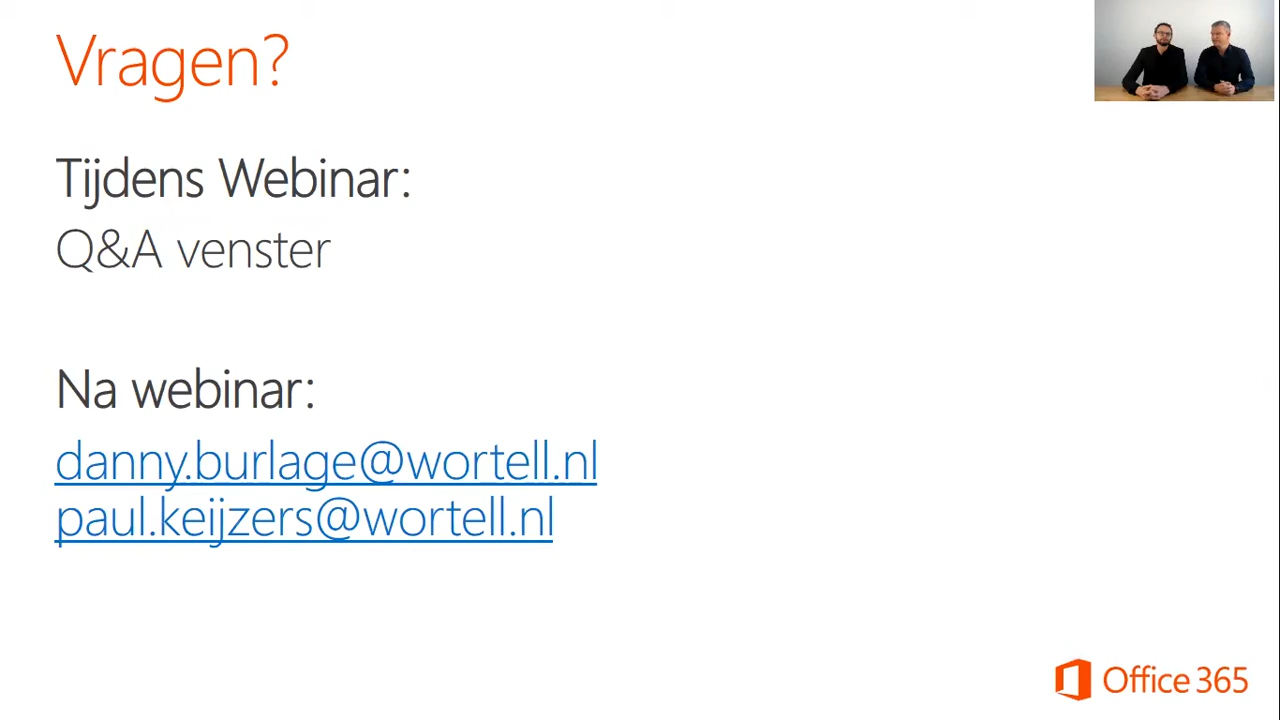 Vragen?
Tijdens Webinar:
Q&A venster
Na webinar:
danny.burlage@wortell.nl
paul.keijzers@wortell.nl
Office 365